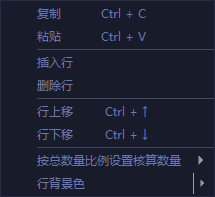 复制 Ctrl + C
粘贴 Ctrl + V
插入行
删除行
行上移 Ctrl + ↑
行下移 Ctrl + ↓
按总数量比例设置核算数量
行背景色